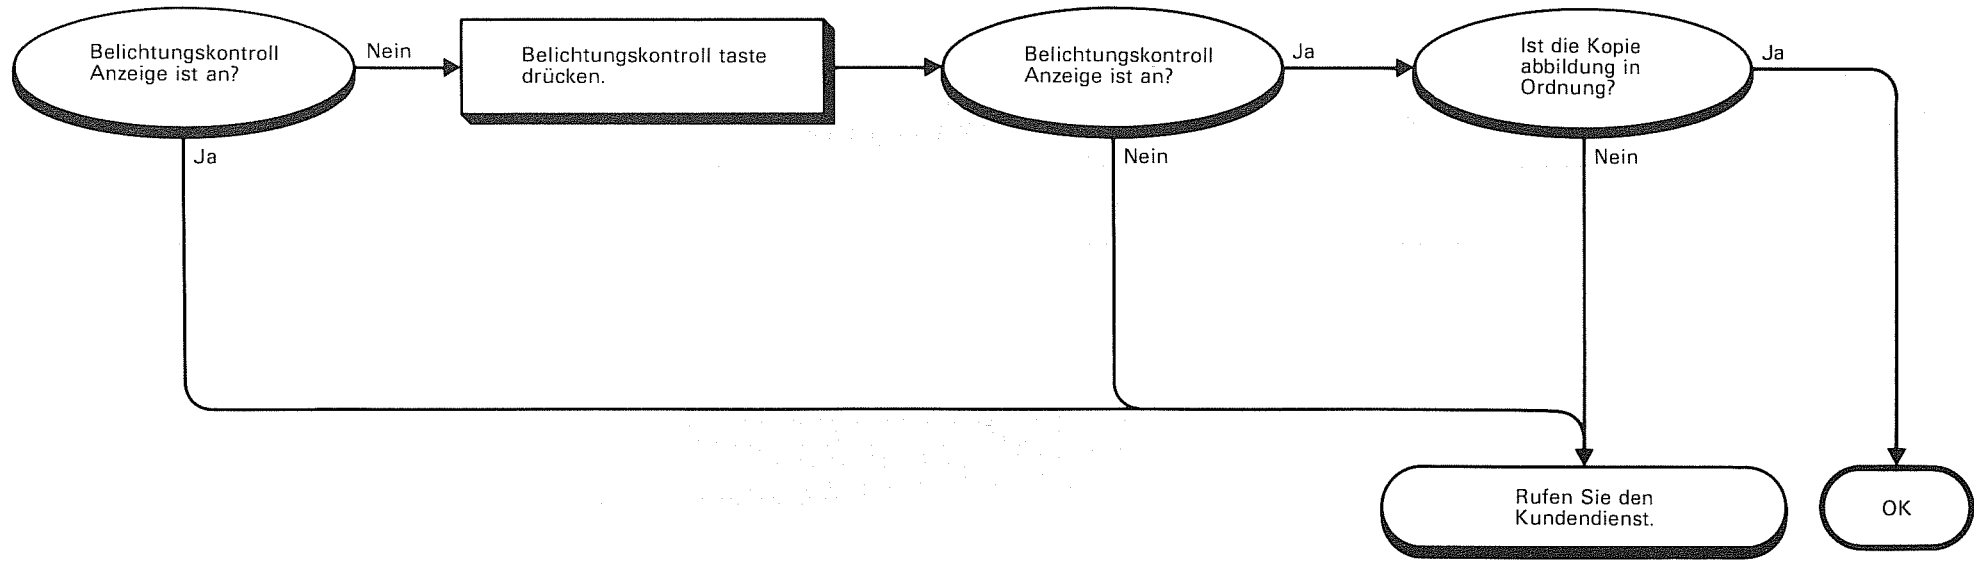 Belichtungskontroll
Anzeige ist an?
Nein
Ja
Belichtungskontroll taste
drücken.
Belichtungskontroll
Anzeige ist an?
Ja
Nein
Ist die Kopie
abbildung in
Ordnung?
Ja
Nein
Rufen Sie den
Kundendienst.
OK